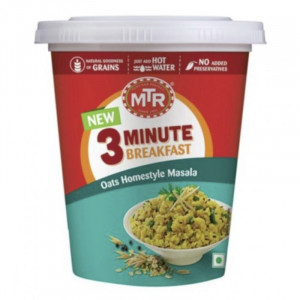 NATURAL GOODNESS OF
GRAINS
JUST ADD HOT
WATER
NO ADDED
PRESERVATIVES
MTR
NEW
3 MINUTE
BREAKFAST
Oats Homestyle Masala